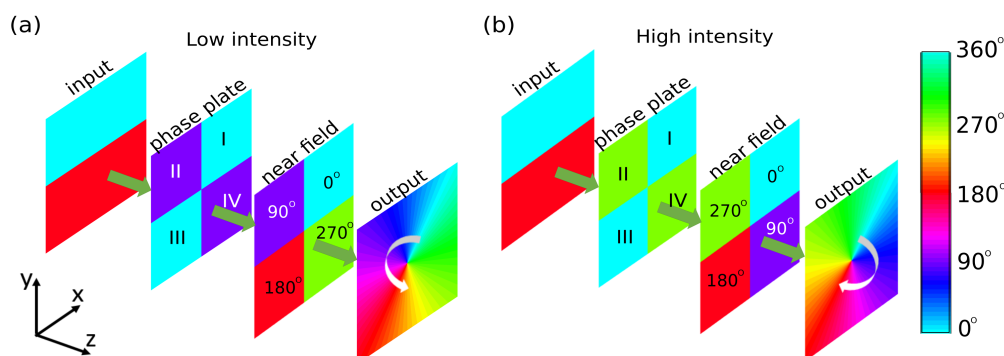 (a)
Low intensity
input
phase plate
near field
output
I
II
III
IV
0°
90°
180°
270°
y
x
z
(b)
High intensity
input
phase plate
near field
output
I
II
III
IV
0°
270°
180°
90°
360°
270°
180°
90°
0°